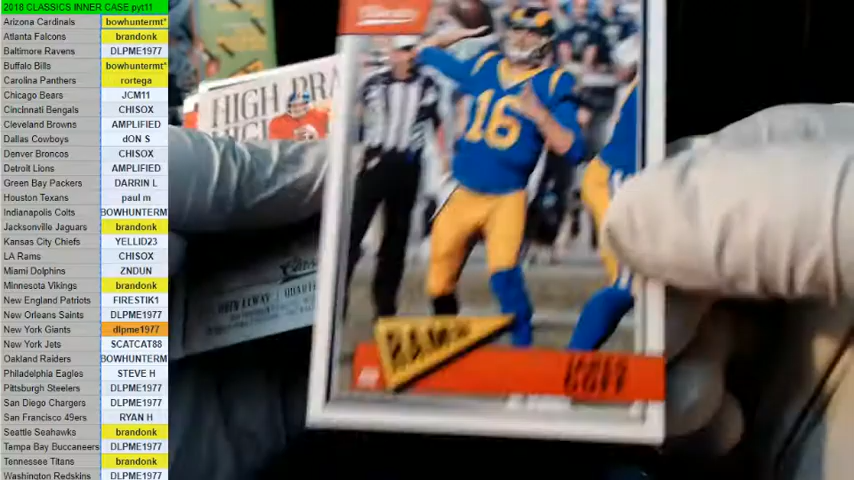 2018 CLASSICS INNER CASE pyt11
Arizona Cardinals bowhuntermt*
Atlanta Falcons brandonk
Baltimore Ravens DLPME1977
Buffalo Bills bowhuntermt*
Carolina Panthers rortega
Chicago Bears JCM11
Cincinnati Bengals CHISOX
Cleveland Browns AMPLIFIED
Dallas Cowboys dON S
Denver Broncos CHISOX
Detroit Lions AMPLIFIED
Green Bay Packers DARRIN L
Houston Texans paul m
Indianapolis Colts BOWHUNTERM
Jacksonville Jaguars brandonk
Kansas City Chiefs YELLID23
LA Rams CHISOX
Miami Dolphins ZNDUN
Minnesota Vikings brandonk
New England Patriots FIRESTIK1
New Orleans Saints DLPME1977
New York Giants dlpme1977
New York Jets SCATCAT88
Oakland Raiders BOWHUNTERM
Philadelphia Eagles STEVE H
Pittsburgh Steelers DLPME1977
San Diego Chargers DLPME1977
San Francisco 49ers RYAN H
Seattle Seahawks brandonk
Tampa Bay Buccaneers DLPME1977
Tennessee Titans brandonk
Washington Redskins DLPME1977
HIGH DRA
16
RAMS
GOFF